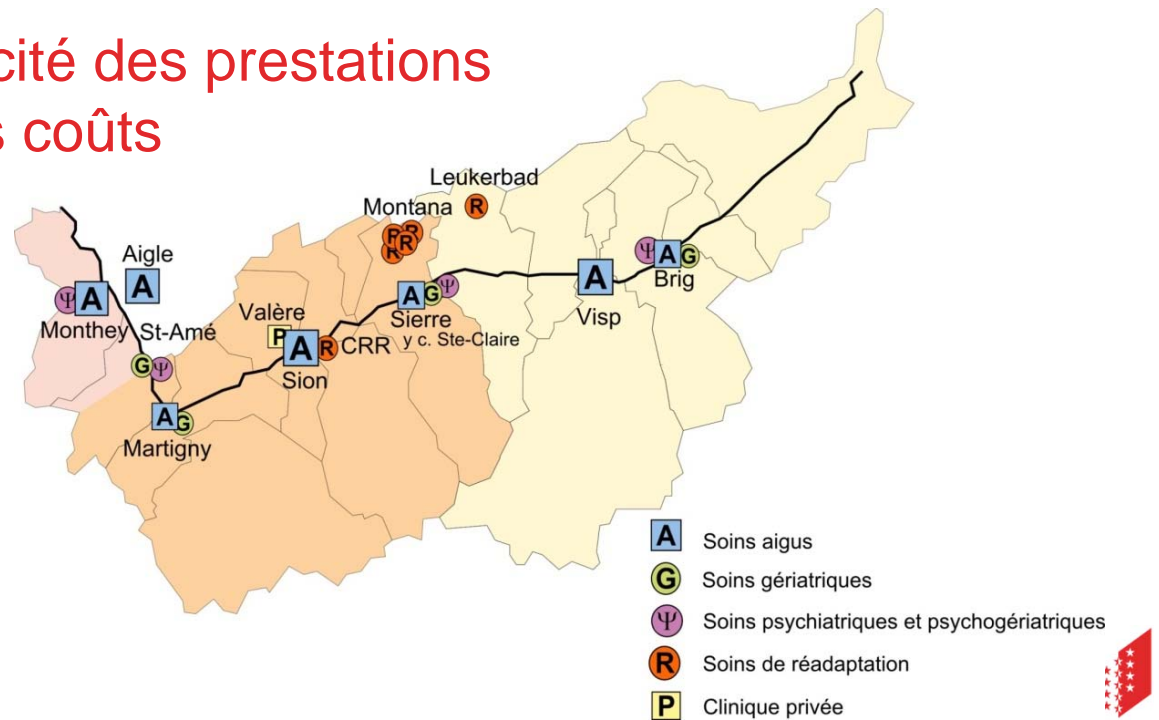 cité des prestations
s coûts
Leukerbad
R
Montana
R
R
R
R
Aigle
A
Ψ A
Monthey
St-Amé
G Ψ
Valère
P
A
R CRR
Sion
A G Ψ
Sierre
y c. Ste-Claire
A
Visp
Ψ A G
Brig
A G
Martigny
A Soins aigus
G Soins gériatriques
Ψ Soins psychiatriques et psychogériatriques
R Soins de réadaptation
P Clinique privée